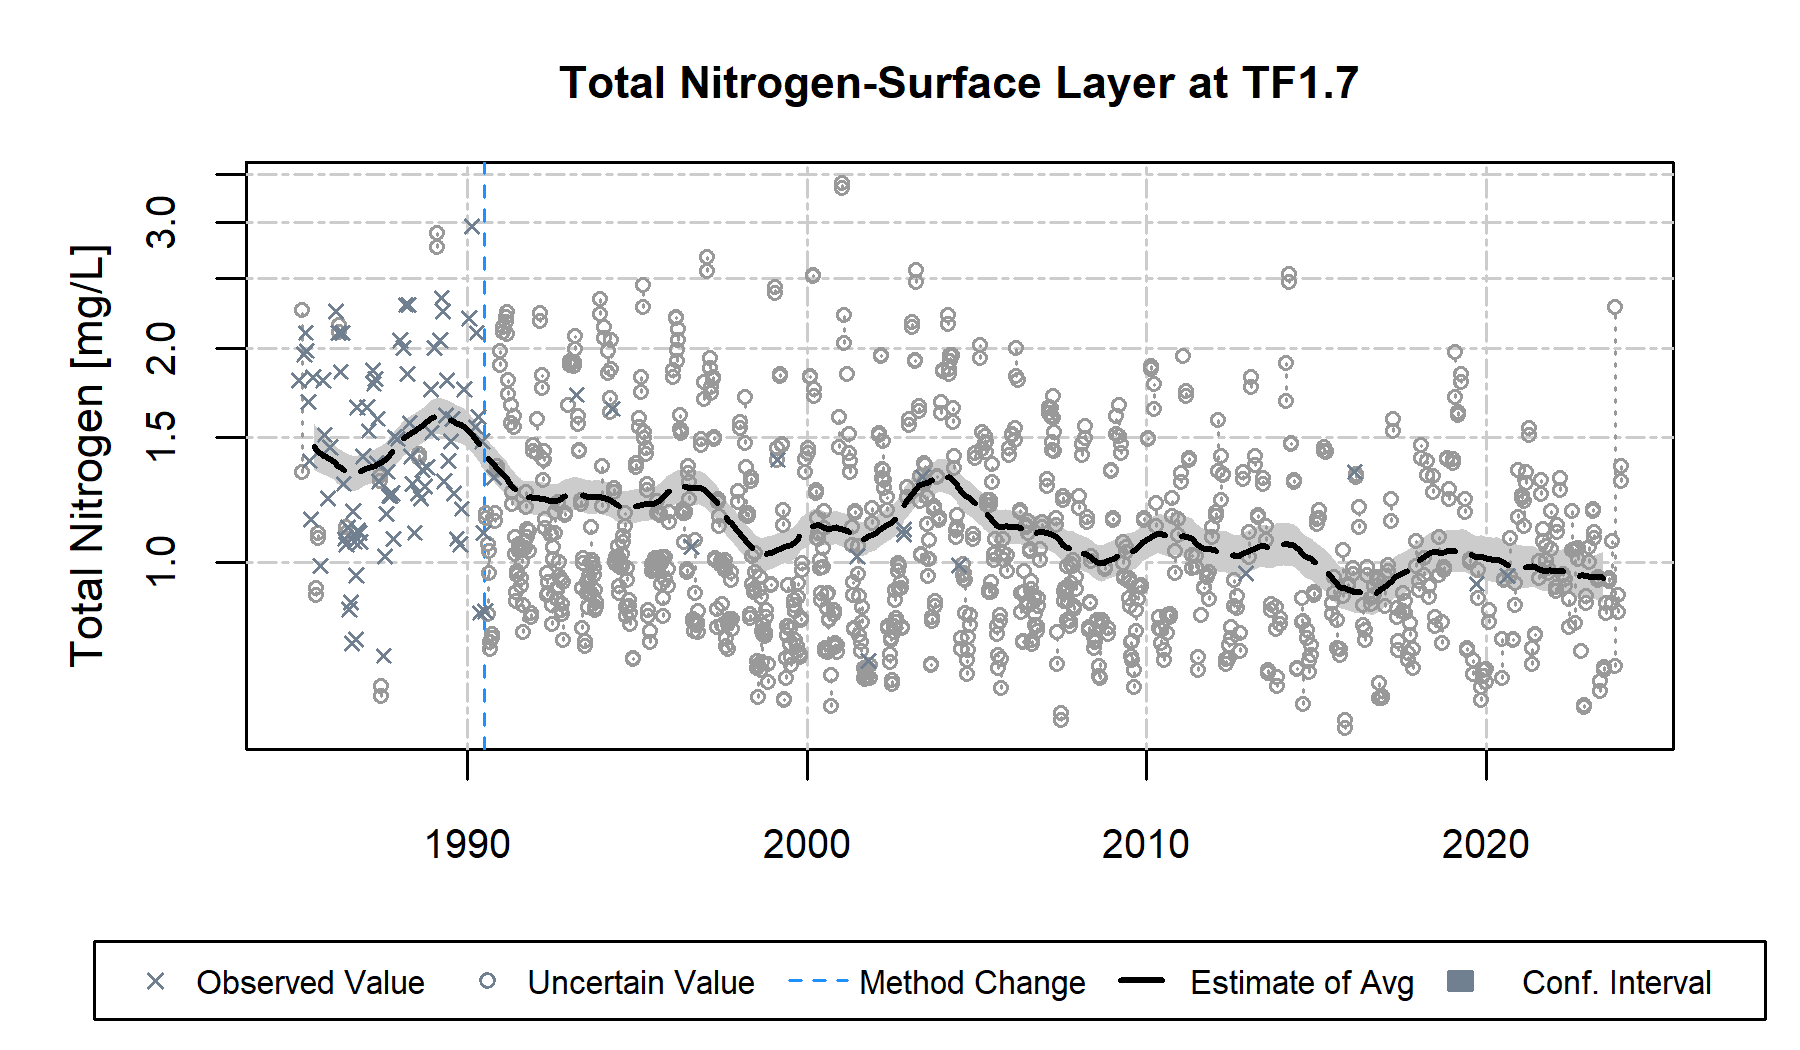 Total Nitrogen-Surface Layer at TF1.7
Total Nitrogen [mg/L]
3.0
2.0
1.5
1.0
1990 2000 2010 2020
Observed Value Uncertain Value Method Change Estimate of Avg Conf. Interval